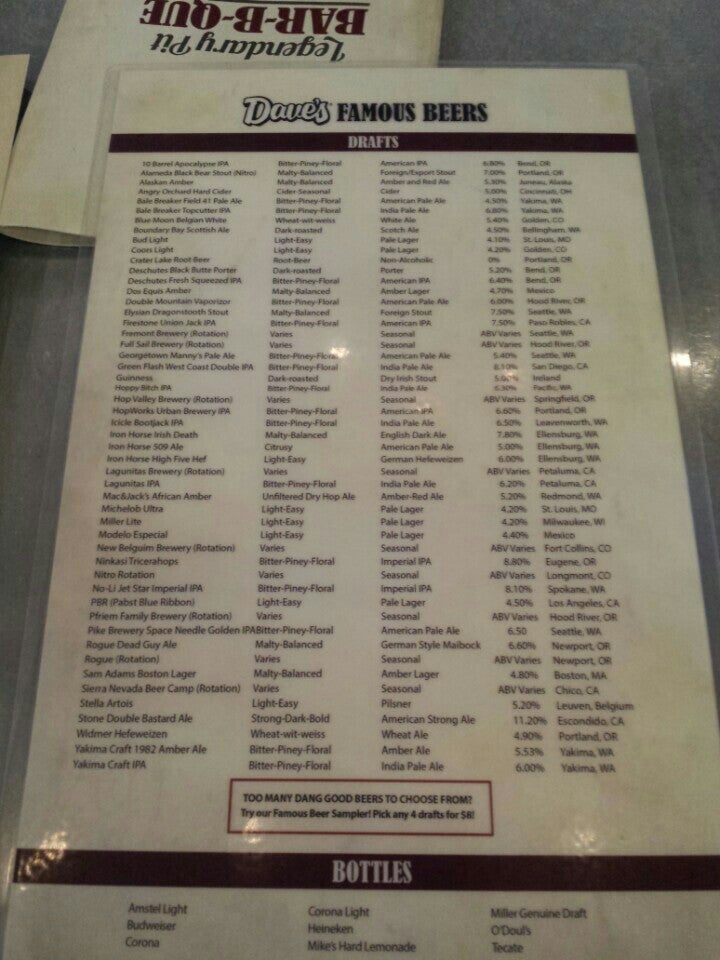 Legendary Pit
BAR-B-QUE
Dave's FAMOUS BEERS
DRAFTS
10 Barrel Apocalypse IPA Bitter-Piney-Floral American IPA 6.80% Bend, OR
Alameda Black Bear Stout (Nitro) Malty-Balanced Foreign/Export Stout 7.00% Portland, OR
Alaskan Amber Malty-Balanced Amber and Red Ale 5.30% Juneau, Alaska
Angry Orchard Hard Cider Cider-Seasonal Cider 5.00% Cincinnati, OH
Bale Breaker Field 41 Pale Ale Bitter-Piney-Floral American Pale Ale 4.50% Yakima, WA
Bale Breaker Topcutter IPA Bitter-Piney-Floral India Pale Ale 6.80% Yakima, WA
Blue Moon Belgian White Wheat-wit-weiss White Ale 5.40% Golden, CO
Boundary Bay Scottish Ale Dark-roasted Scotch Ale 4.50% Bellingham, WA
Bud Light Light-Easy Pale Lager 4.10% St. Louis, MO
Coors Light Light-Easy Pale Lager 4.20% Golden, CO
Crater Lake Root Beer Root-Beer Non-Alcoholic 0% Portland, OR
Deschutes Black Butte Porter Dark-roasted Porter 5.20% Bend, OR
Deschutes Fresh Squeezed IPA Bitter-Piney-Floral American IPA 6.40% Bend, OR
Dos Equis Amber Malty-Balanced Amber Lager 4.70% Mexico
Double Mountain Vaporizor Bitter-Piney-Floral American Pale Ale 6.00% Hood River, OR
Elysian Dragonstooth Stout Malty-Balanced Foreign Stout 7.50% Seattle, WA
Firestone Union Jack IPA Bitter-Piney-Floral American IPA 7.50% Paso Robles, CA
Fremont Brewery (Rotation) Varies Seasonal ABV Varies Seattle, WA
Full Sail Brewery (Rotation) Varies Seasonal ABV Varies Hood River, OR
Georgetown Manny's Pale Ale Bitter-Piney-Floral American Pale Ale 5.40% Seattle, WA
Green Flash West Coast Double IPA Bitter-Piney-Floral India Pale Ale 8.10% San Diego, CA
Guinness Dark-roasted Dry Irish Stout 5.00% Ireland
Hoppy Bitch IPA Bitter-Piney-Floral India Pale Ale 6.30% Pacific, WA
Hop Valley Brewery (Rotation) Varies Seasonal ABV Varies Springfield, OR
HopWorks Urban Brewery IPA Bitter-Piney-Floral American IPA 6.60% Portland, OR
Icicle Bootjack IPA Bitter-Piney-Floral India Pale Ale 6.50% Leavenworth, WA
Iron Horse Irish Death Malty-Balanced English Dark Ale 7.80% Ellensburg, WA
Iron Horse 509 Ale Citrusy American Pale Ale 5.00% Ellensburg, WA
Iron Horse High Five Hef Light-Easy German Hefeweizen 6.00% Ellensburg, WA
Lagunitas Brewery (Rotation) Varies Seasonal ABV Varies Petaluma, CA
Lagunitas IPA Bitter-Piney-Floral India Pale Ale 6.20% Petaluma, CA
Mac&Jack's African Amber Unfiltered Dry Hop Ale Amber-Red Ale 5.20% Redmond, WA
Michelob Ultra Light-Easy Pale Lager 4.20% St. Louis, MO
Miller Lite Light-Easy Pale Lager 4.20% Milwaukee, WI
Modelo Especial Light-Easy Pale Lager 4.40% Mexico
New Belguim Brewery (Rotation) Varies Seasonal ABV Varies Fort Collins, CO
Ninkasi Tricerahops Bitter-Piney-Floral Imperial IPA 8.80% Eugene, OR
Nitro Rotation Varies Seasonal ABV Varies Longmont, CO
No-Li Jet Star Imperial IPA Bitter-Piney-Floral Imperial IPA 8.10% Spokane, WA
PBR (Pabst Blue Ribbon) Light-Easy Pale Lager 4.50% Los Angeles, CA
Pfriem Family Brewery (Rotation) Varies Seasonal ABV Varies Hood River, OR
Pike Brewery Space Needle Golden IPABitter-Piney-Floral American Pale Ale 6.50 Seattle, WA
Rogue Dead Guy Ale Malty-Balanced German Style Maibock 6.60% Newport, OR
Rogue (Rotation) Varies Seasonal ABV Varies Newport, OR
Sam Adams Boston Lager Malty-Balanced Amber Lager 4.80% Boston, MA
Sierra Nevada Beer Camp (Rotation) Varies Seasonal ABV Varies Chico, CA
Stella Artois Light-Easy Pilsner 5.20% Leuven, Belgium
Stone Double Bastard Ale Strong-Dark-Bold American Strong Ale 11.20% Escondido, CA
Widmer Hefeweizen Wheat-wit-weiss Wheat Ale 4.90% Portland, OR
Yakima Craft 1982 Amber Ale Bitter-Piney-Floral Amber Ale 5.53% Yakima, WA
Yakima Craft IPA Bitter-Piney-Floral India Pale Ale 6.00% Yakima, WA
TOO MANY DANG GOOD BEERS TO CHOOSE FROM?
Try our Famous Beer Sampler! Pick any 4 drafts for $8!
BOTTLES
Amstel Light Corona Light Miller Genuine Draft
Budweiser Heineken O'Doul's
Corona Mike's Hard Lemonade Tecate